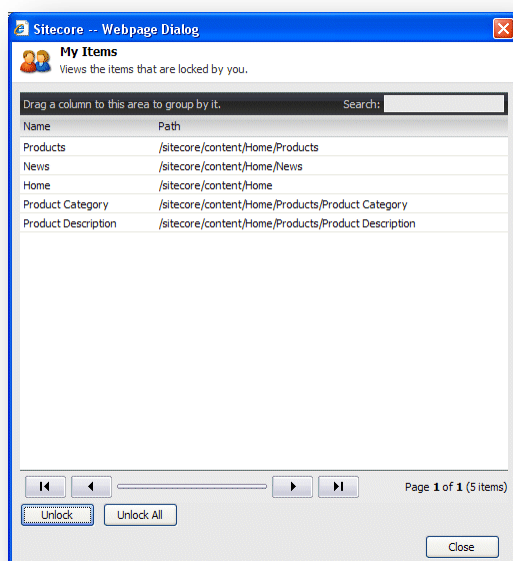 Sitecore -- Webpage Dialog
My Items
Views the items that are locked by you.
Drag a column to this area to group by it. Search:
Name Path
Products /sitecore/content/Home/Products
News /sitecore/content/Home/News
Home /sitecore/content/Home
Product Category /sitecore/content/Home/Products/Product Category
Product Description /sitecore/content/Home/Products/Product Description
Page 1 of 1 (5 items)
Unlock Unlock All
Close